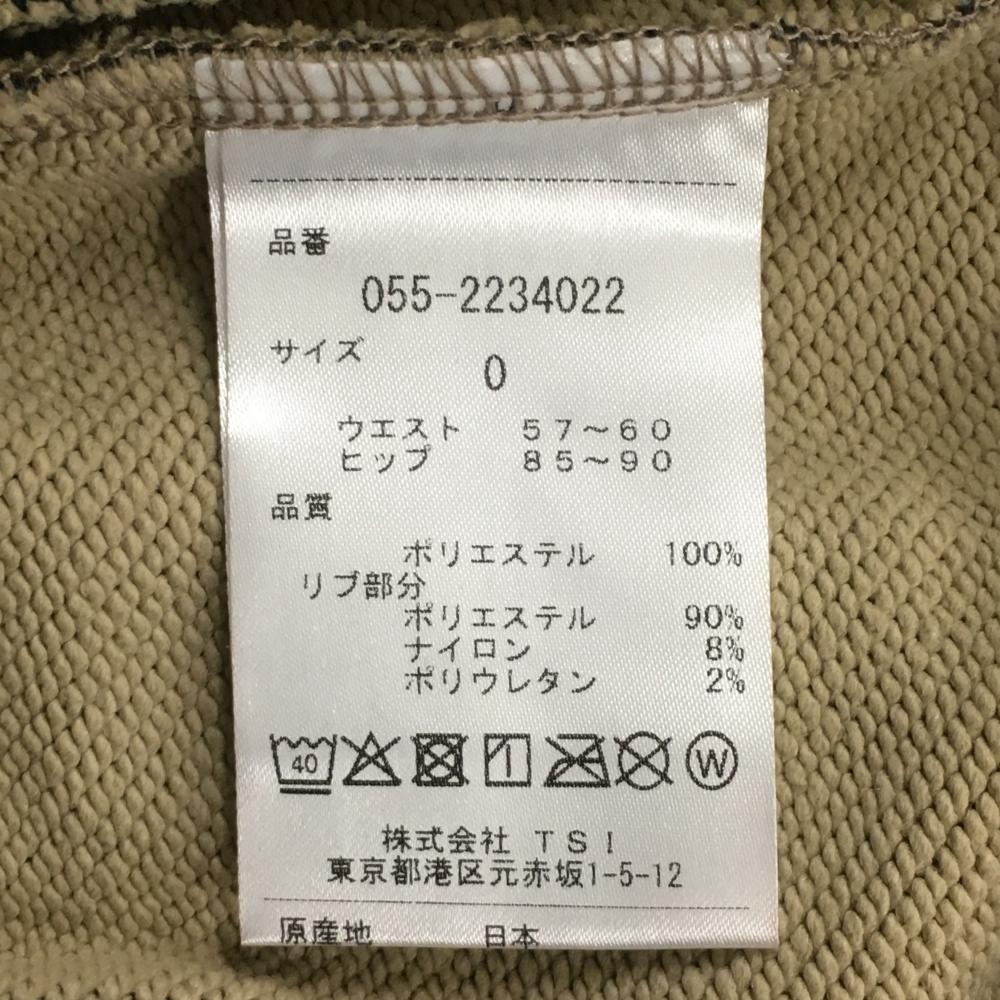 品番
055-2234022
サイズ 0
ウエスト 57～60
ヒップ 85～90
品質
ポリエステル 100%
リブ部分
ポリエステル 90%
ナイロン 8%
ポリウレタン 2%
40 W
株式会社 TSI
東京都港区元赤坂1-5-12
原産地 日本